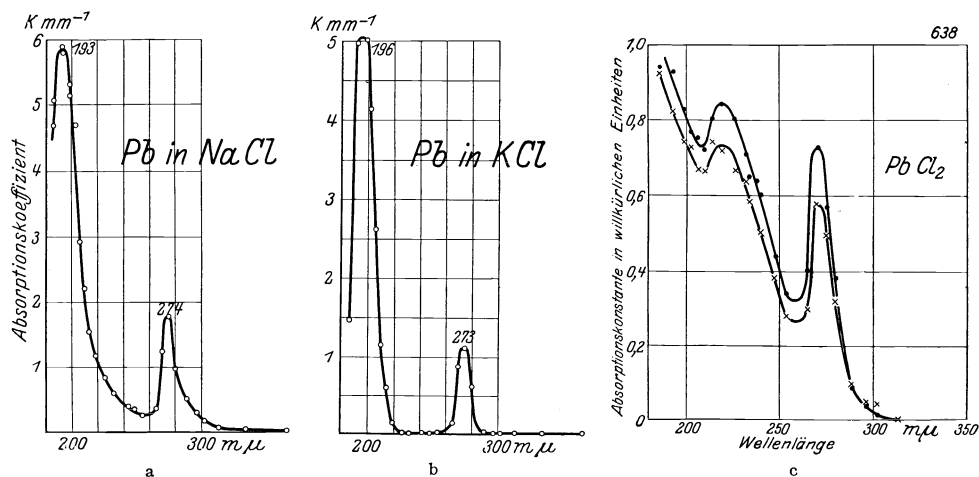 K mm⁻¹
6
5
4
3
2
1
193
274
Pb in NaCl
Absorptionskoeffizient
200
300 mμ
a
K mm⁻¹
5
4
3
2
1
196
273
Pb in KCl
200
300 mμ
b
638
1,0
0,8
0,6
0,4
0,2
0
Absorptionskonstante in willkürlichen Einheiten
Pb Cl₂
200
250
300
mμ
350
Wellenlänge
c